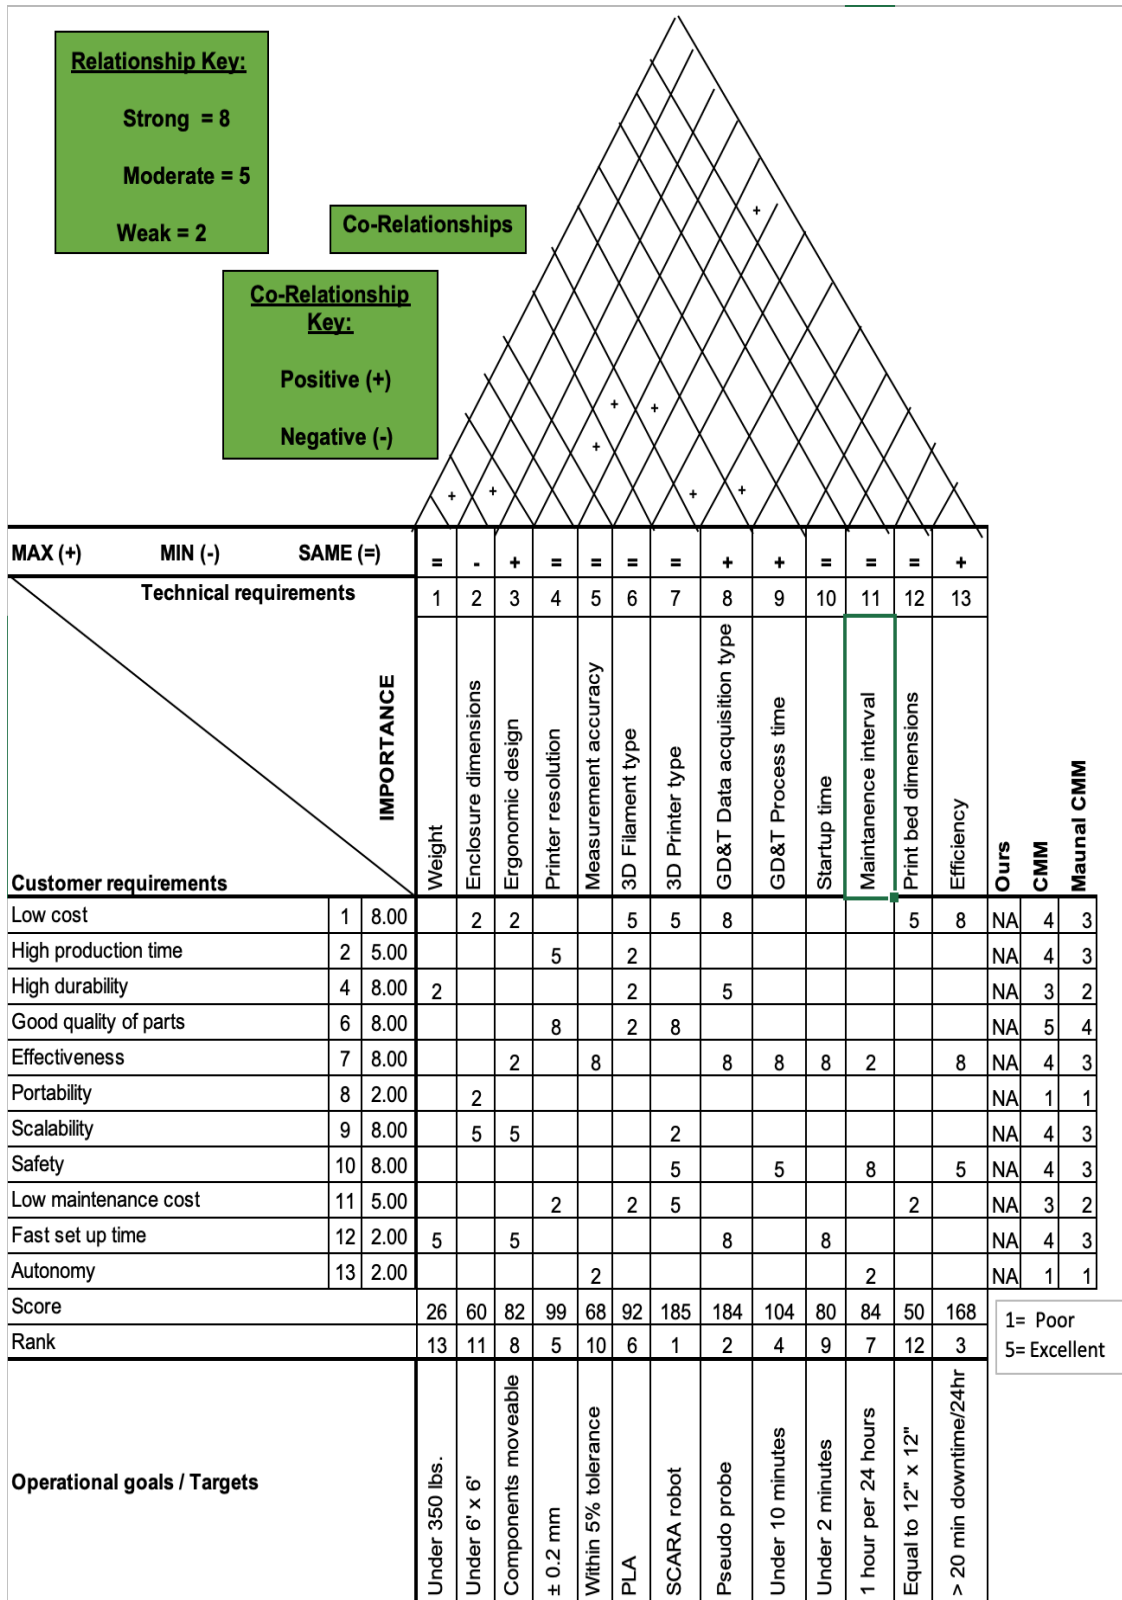 Relationship Key:
Strong = 8
Moderate = 5
Weak = 2
Co-Relationships
Co-Relationship
Key:
Positive (+)
Negative (-)
+
+ +
+
+ + + +
MAX (+) MIN (-) SAME (=) = - + = = = = + + = = = +
Technical requirements 1 2 3 4 5 6 7 8 9 10 11 12 13
Customer requirements IMPORTANCE Weight Enclosure dimensions Ergonomic design Printer resolution Measurement accuracy 3D Filament type 3D Printer type GD&T Data acquisition type GD&T Process time Startup time Maintanence interval Print bed dimensions Efficiency Ours CMM Maunal CMM
Low cost 1 8.00 2 2 5 5 8 5 8 NA 4 3
High production time 2 5.00 5 2 NA 4 3
High durability 4 8.00 2 2 5 NA 3 2
Good quality of parts 6 8.00 8 2 8 NA 5 4
Effectiveness 7 8.00 2 8 8 8 8 2 8 NA 4 3
Portability 8 2.00 2 NA 1 1
Scalability 9 8.00 5 5 2 NA 4 3
Safety 10 8.00 5 5 8 5 NA 4 3
Low maintenance cost 11 5.00 2 2 5 2 NA 3 2
Fast set up time 12 2.00 5 5 8 8 NA 4 3
Autonomy 13 2.00 2 2 NA 1 1
Score 26 60 82 99 68 92 185 184 104 80 84 50 168
Rank 13 11 8 5 10 6 1 2 4 9 7 12 3
1= Poor
5= Excellent
Operational goals / Targets Under 350 lbs. Under 6' x 6' Components moveable ± 0.2 mm Within 5% tolerance PLA SCARA robot Pseudo probe Under 10 minutes Under 2 minutes 1 hour per 24 hours Equal to 12" x 12" > 20 min downtime/24hr